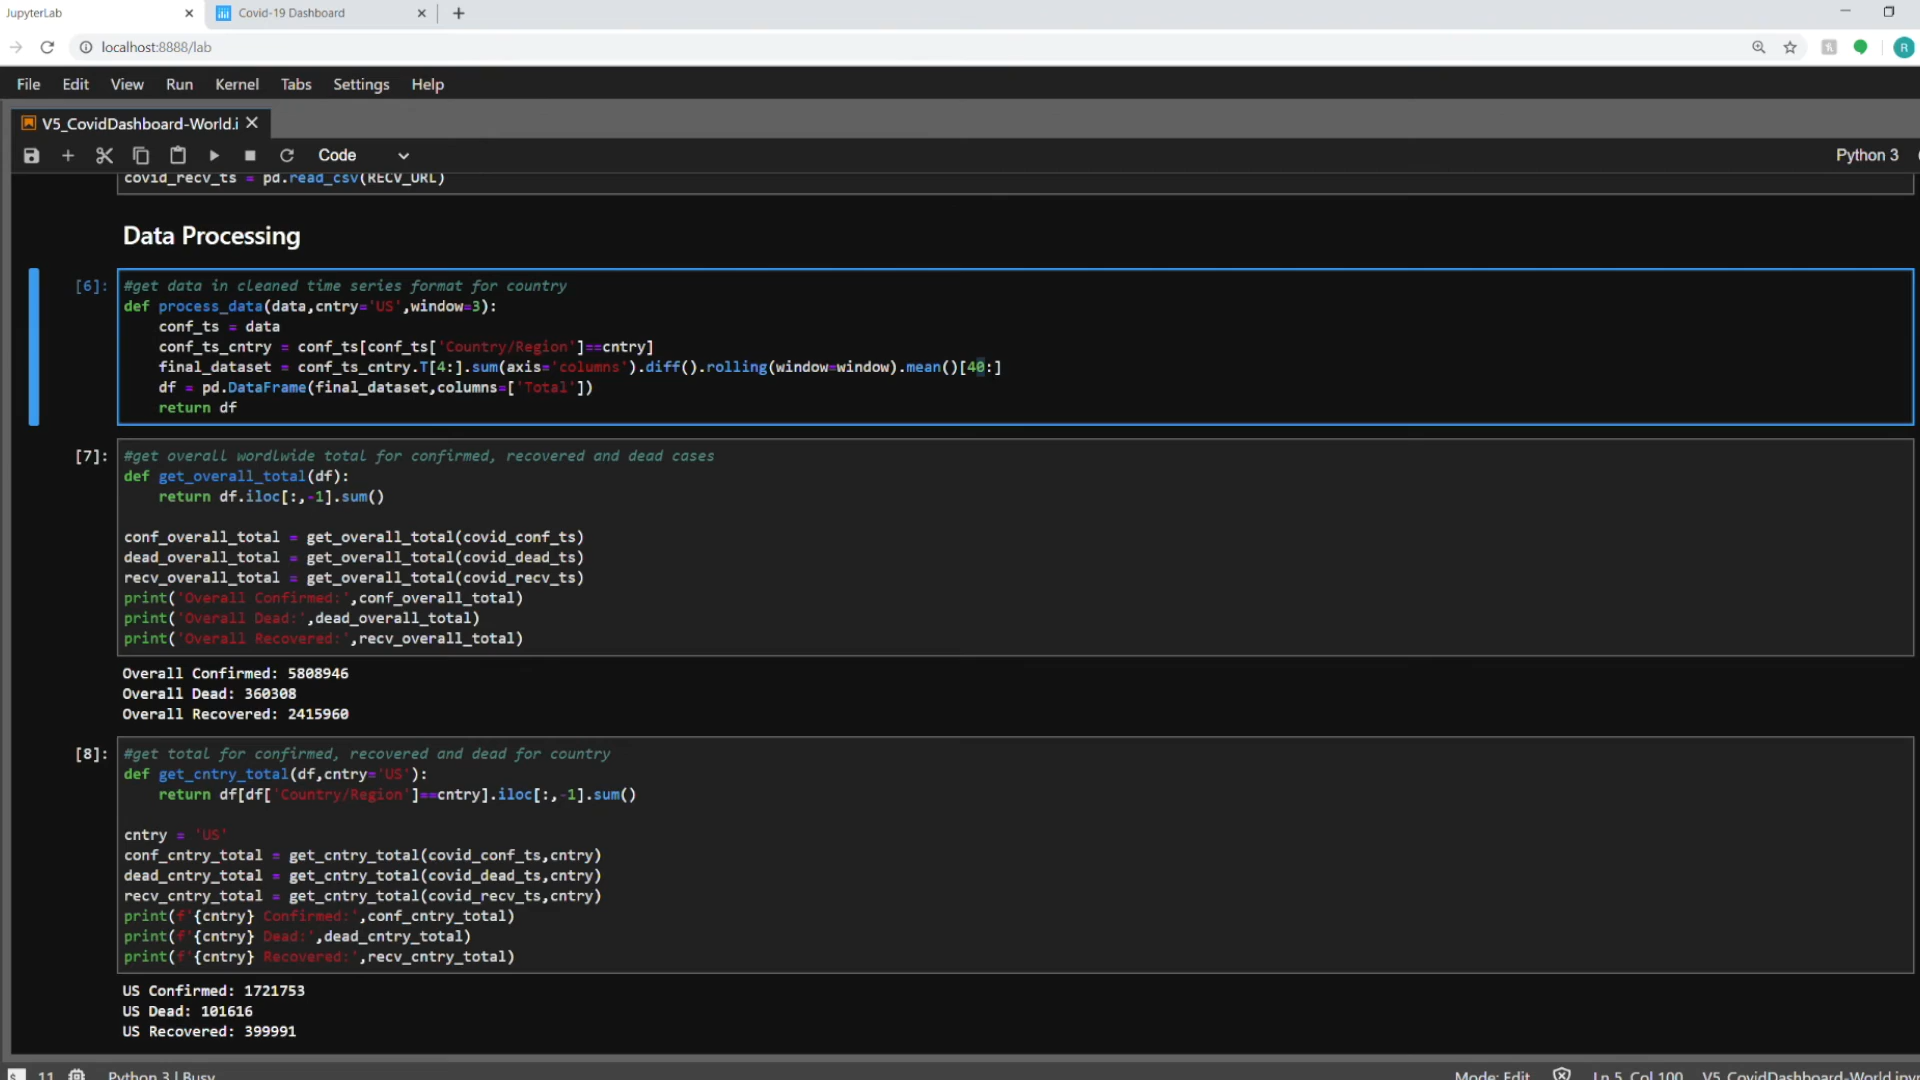 JupyterLab
Covid-19 Dashboard
localhost:8888/lab
R
File Edit View Run Kernel Tabs Settings Help
V5_CovidDashboard-World.i
Code
Python 3
covid_recv_ts = pd.read_csv(RECV_URL)
Data Processing
[6]:
#get data in cleaned time series format for country
def process_data(data,cntry='US',window=3):
    conf_ts = data
    conf_ts_cntry = conf_ts[conf_ts['Country/Region']==cntry]
    final_dataset = conf_ts_cntry.T[4:].sum(axis='columns').diff().rolling(window=window).mean()[40:]
    df = pd.DataFrame(final_dataset,columns=['Total'])
    return df
[7]:
#get overall wordlwide total for confirmed, recovered and dead cases
def get_overall_total(df):
    return df.iloc[:,-1].sum()
conf_overall_total = get_overall_total(covid_conf_ts)
dead_overall_total = get_overall_total(covid_dead_ts)
recv_overall_total = get_overall_total(covid_recv_ts)
print('Overall Confirmed:',conf_overall_total)
print('Overall Dead:',dead_overall_total)
print('Overall Recovered:',recv_overall_total)
Overall Confirmed: 5808946
Overall Dead: 360308
Overall Recovered: 2415960
[8]:
#get total for confirmed, recovered and dead for country
def get_cntry_total(df,cntry='US'):
    return df[df['Country/Region']==cntry].iloc[:,-1].sum()
cntry = 'US'
conf_cntry_total = get_cntry_total(covid_conf_ts,cntry)
dead_cntry_total = get_cntry_total(covid_dead_ts,cntry)
recv_cntry_total = get_cntry_total(covid_recv_ts,cntry)
print(f'{cntry} Confirmed:',conf_cntry_total)
print(f'{cntry} Dead:',dead_cntry_total)
print(f'{cntry} Recovered:',recv_cntry_total)
US Confirmed: 1721753
US Dead: 101616
US Recovered: 399991
11 Python 3 | Busy
Mode: Edit Ln 5, Col 100 V5_CovidDashboard-World.ipyn